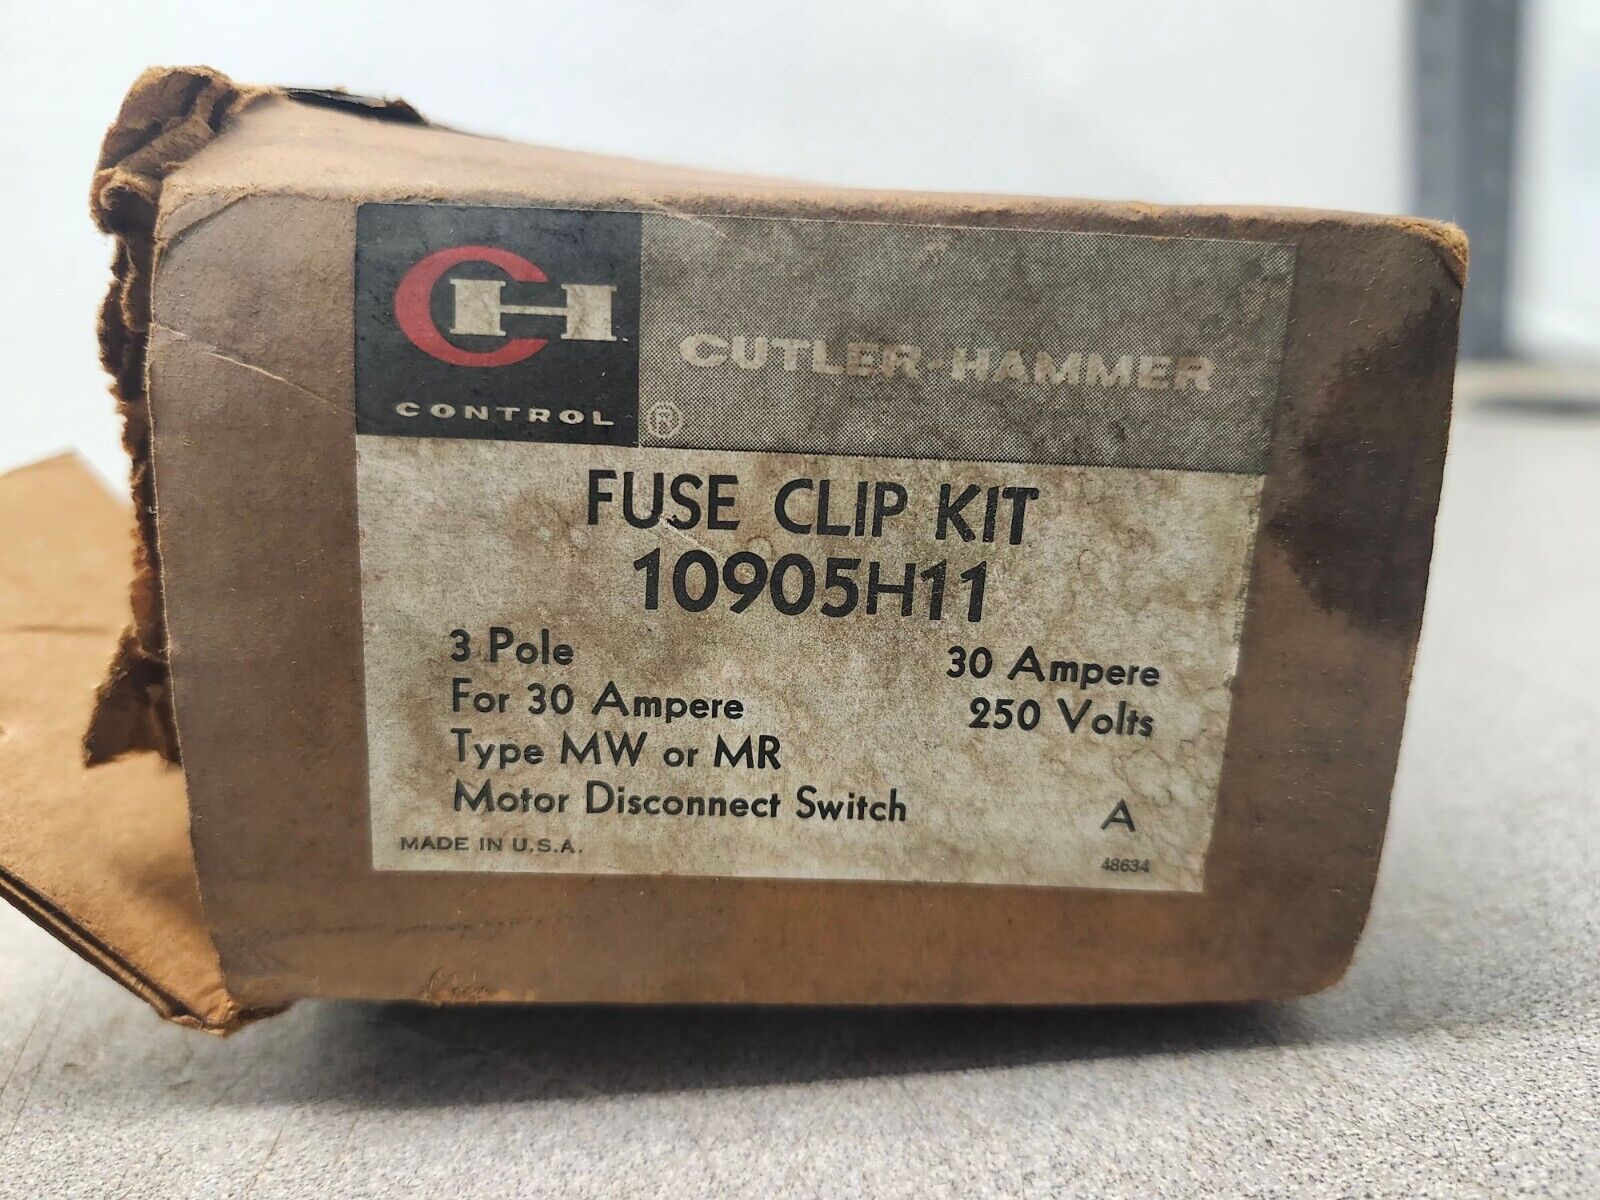 CH
CONTROL ®
CUTLER-HAMMER
FUSE CLIP KIT
10905H11
3 Pole
For 30 Ampere
Type MW or MR
Motor Disconnect Switch
30 Ampere
250 Volts
A
MADE IN U.S.A.
48634